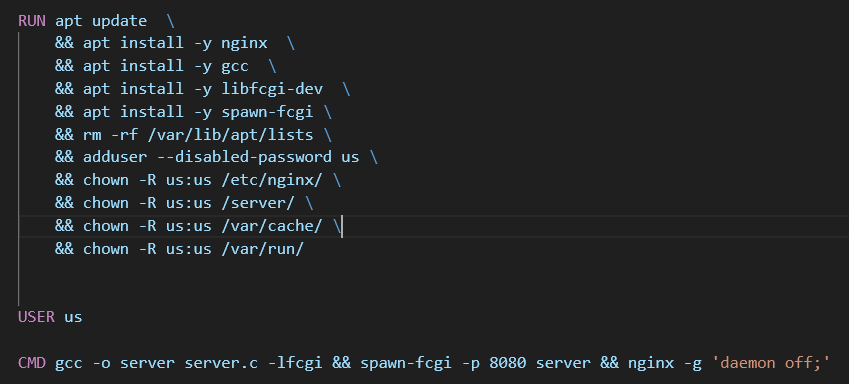 RUN apt update  \
    && apt install -y nginx  \
    && apt install -y gcc  \
    && apt install -y libfcgi-dev  \
    && apt install -y spawn-fcgi \
    && rm -rf /var/lib/apt/lists \
    && adduser --disabled-password us \
    && chown -R us:us /etc/nginx/ \
    && chown -R us:us /server/ \
    && chown -R us:us /var/cache/ \
    && chown -R us:us /var/run/
USER us
CMD gcc -o server server.c -lfcgi && spawn-fcgi -p 8080 server && nginx -g 'daemon off;'